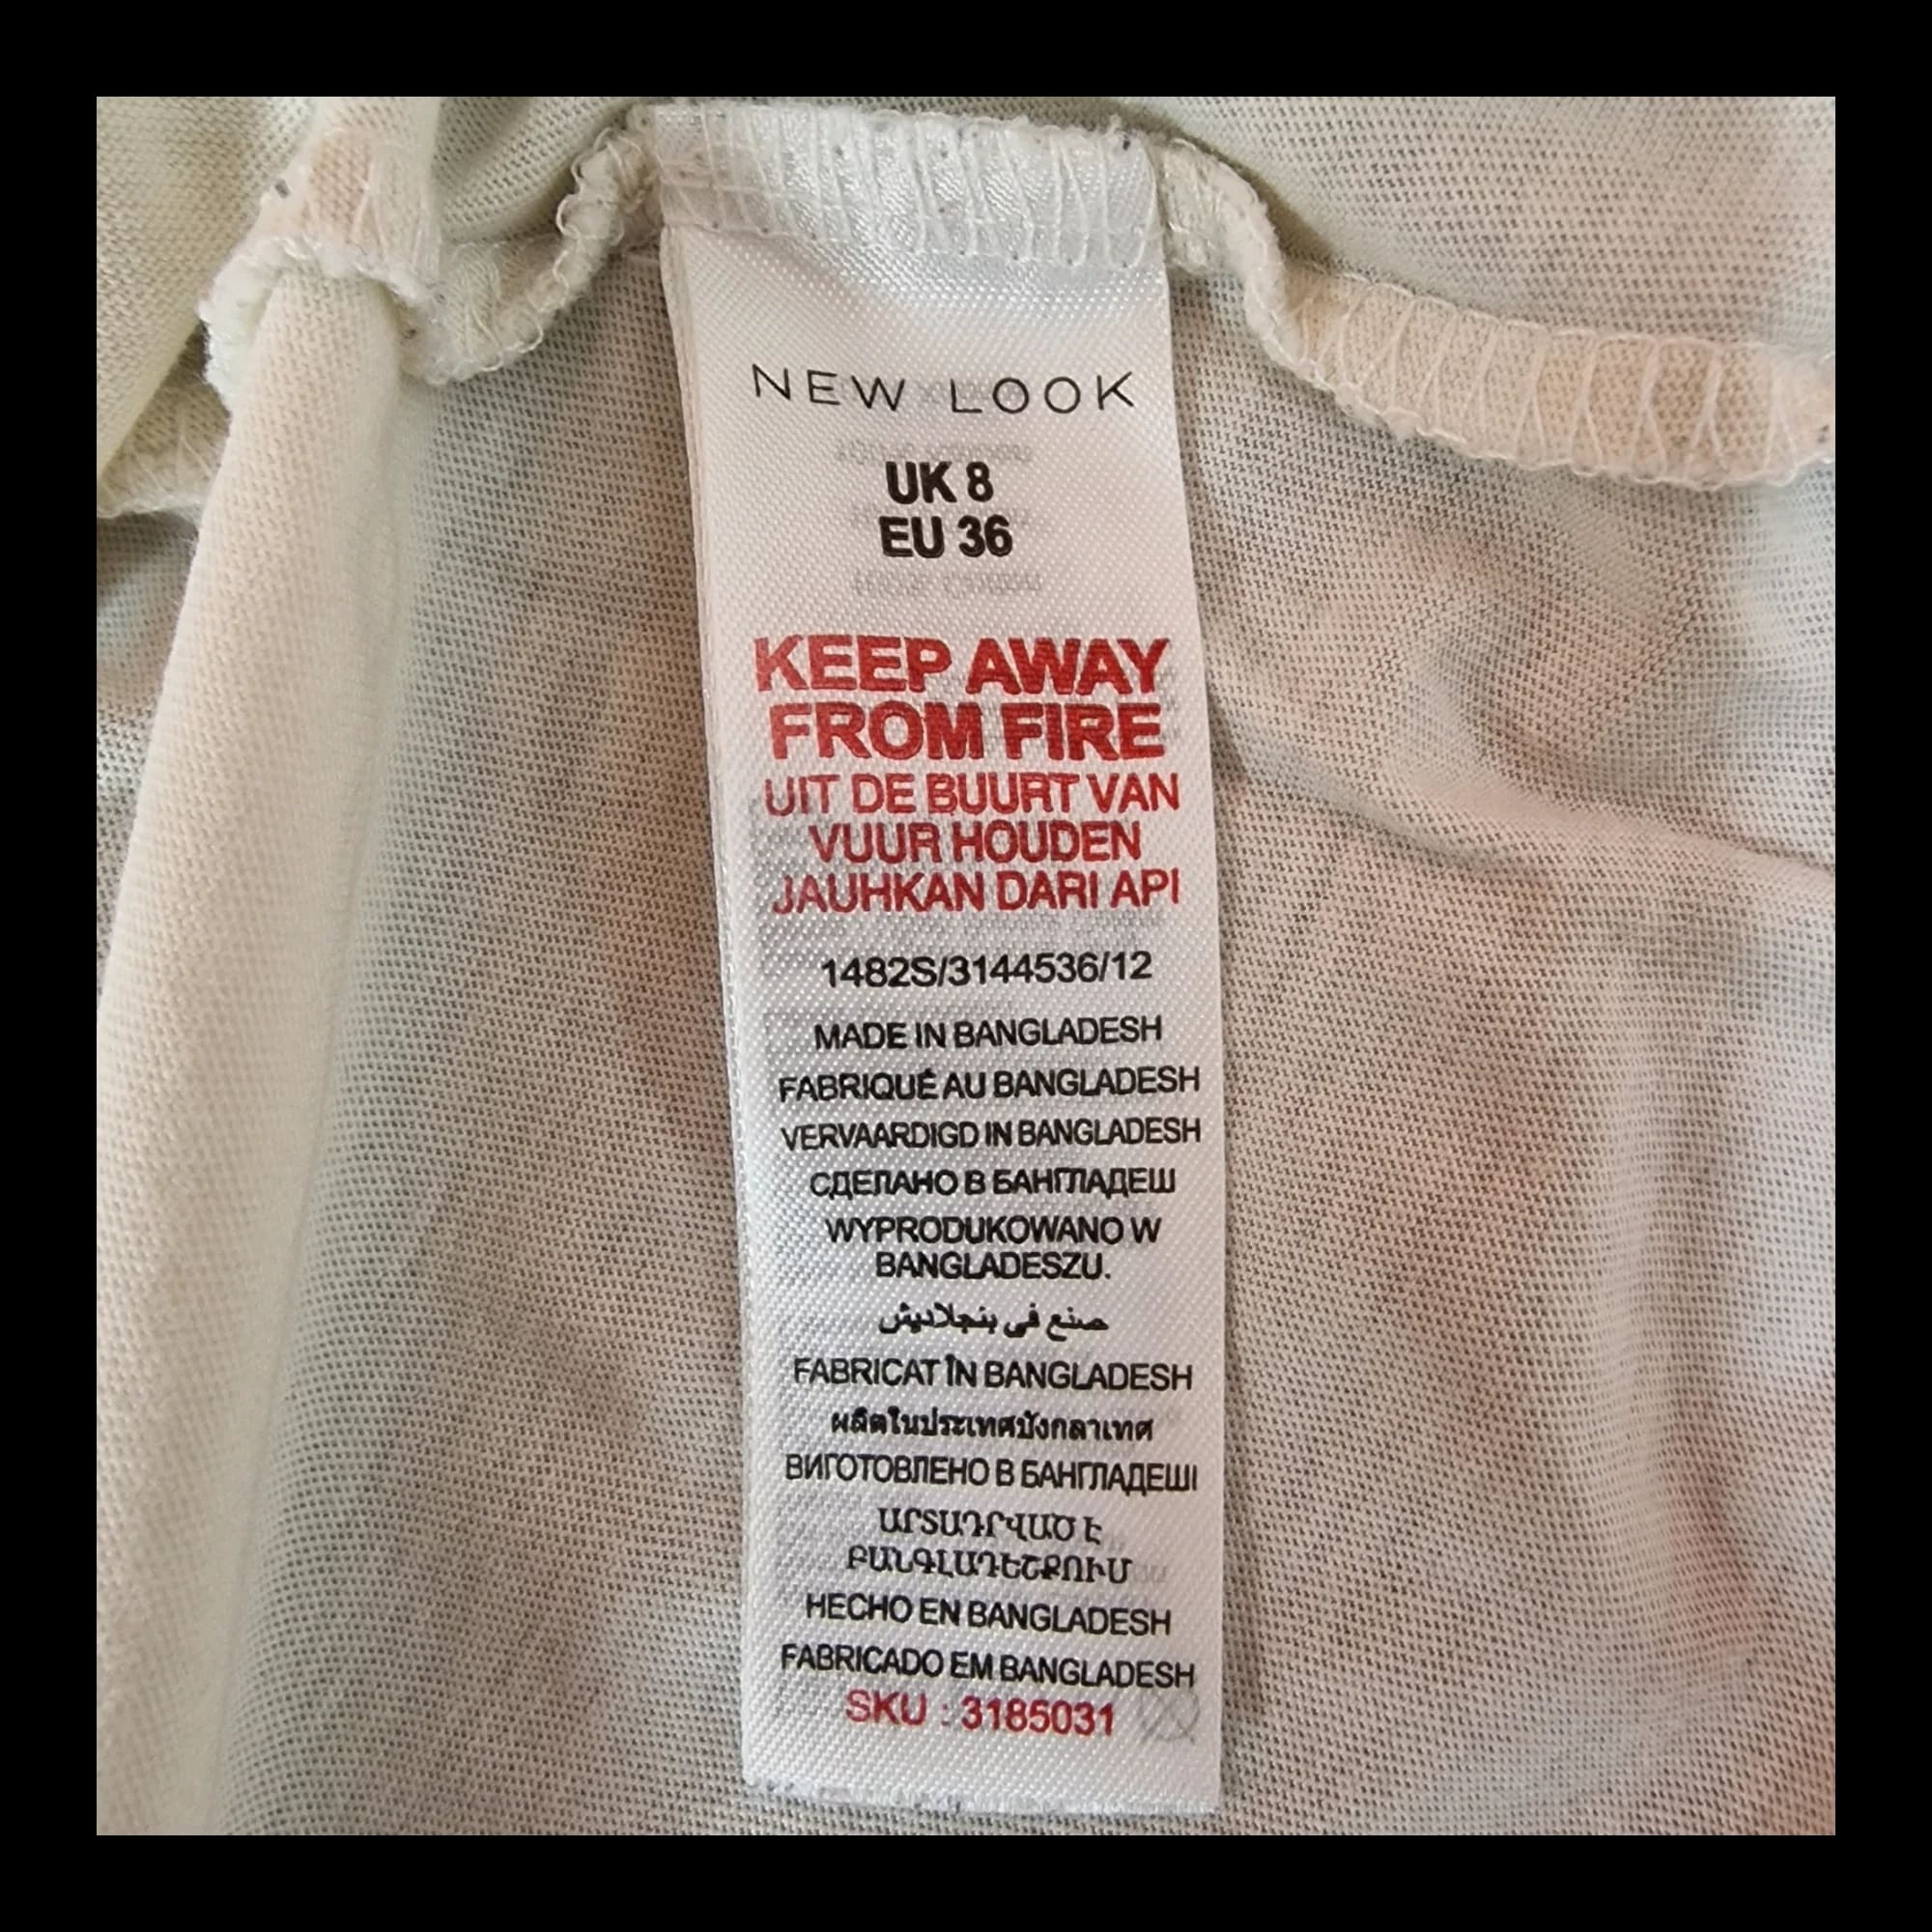 NEW LOOK
UK 8
EU 36
KEEP AWAY
FROM FIRE
UIT DE BUURT VAN
VUUR HOUDEN
JAUHKAN DARI API
1482S/3144536/12
MADE IN BANGLADESH
FABRIQUÉ AU BANGLADESH
VERVAARDIGD IN BANGLADESH
СДЕЛАНО В БАНГЛАДЕШ
WYPRODUKOWANO W
BANGLADESZU.
صنع في بنجلاديش
FABRICAT ÎN BANGLADESH
ผลิตในประเทศบังกลาเทศ
ВИГОТОВЛЕНО В БАНГЛАДЕШІ
ԱՐՏԱԴՐՎԱԾ Է
ԲԱՆԳԼԱԴԵՇՔՈՒՄ
HECHO EN BANGLADESH
FABRICADO EM BANGLADESH
SKU : 3185031